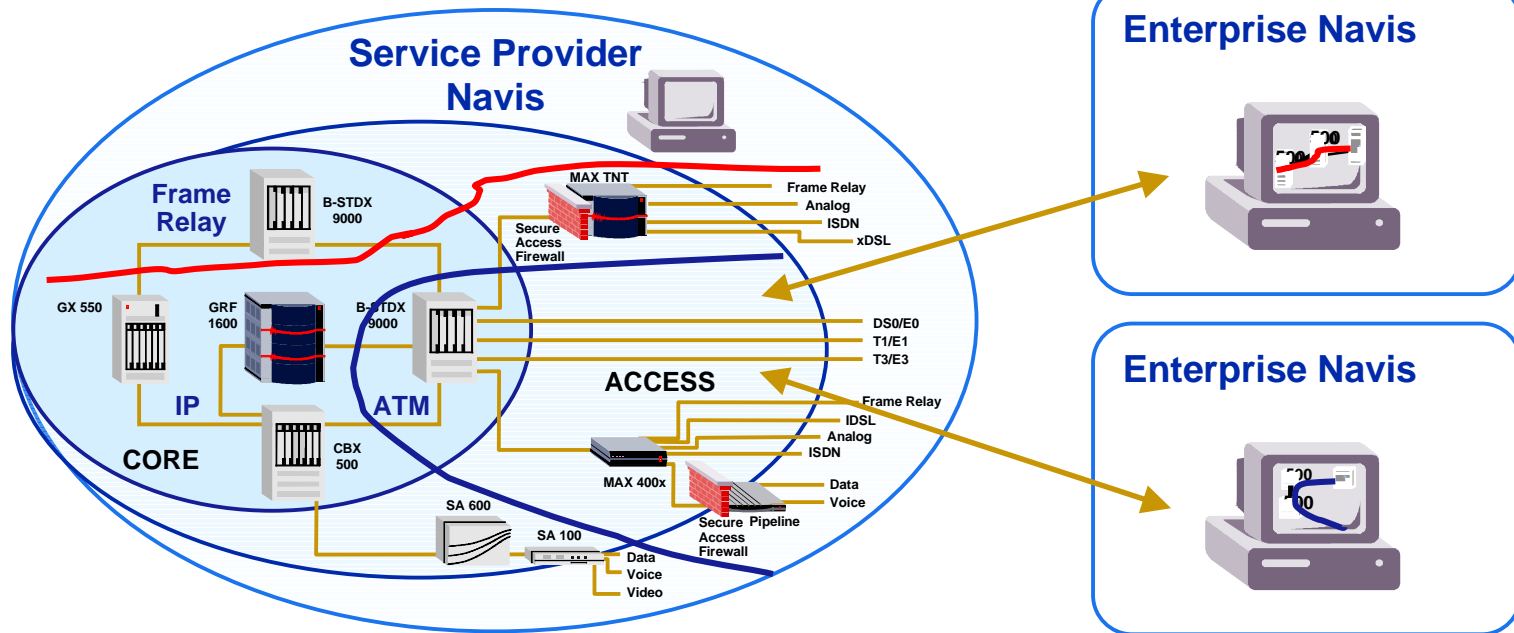 Service Provider
Navis
Enterprise Navis
Frame
Relay
B-STDX
9000
MAX TNT
Secure
Access
Firewall
Frame Relay
Analog
ISDN
xDSL
GX 550
GRF
1600
B-STDX
9000
DS0/E0
T1/E1
T3/E3
ACCESS
IP
ATM
CORE
CBX
500
Frame Relay
IDSL
Analog
ISDN
MAX 400x
Data
Voice
Secure
Access
Firewall
Pipeline
SA 600
SA 100
Data
Voice
Video
500
500
Enterprise Navis
500